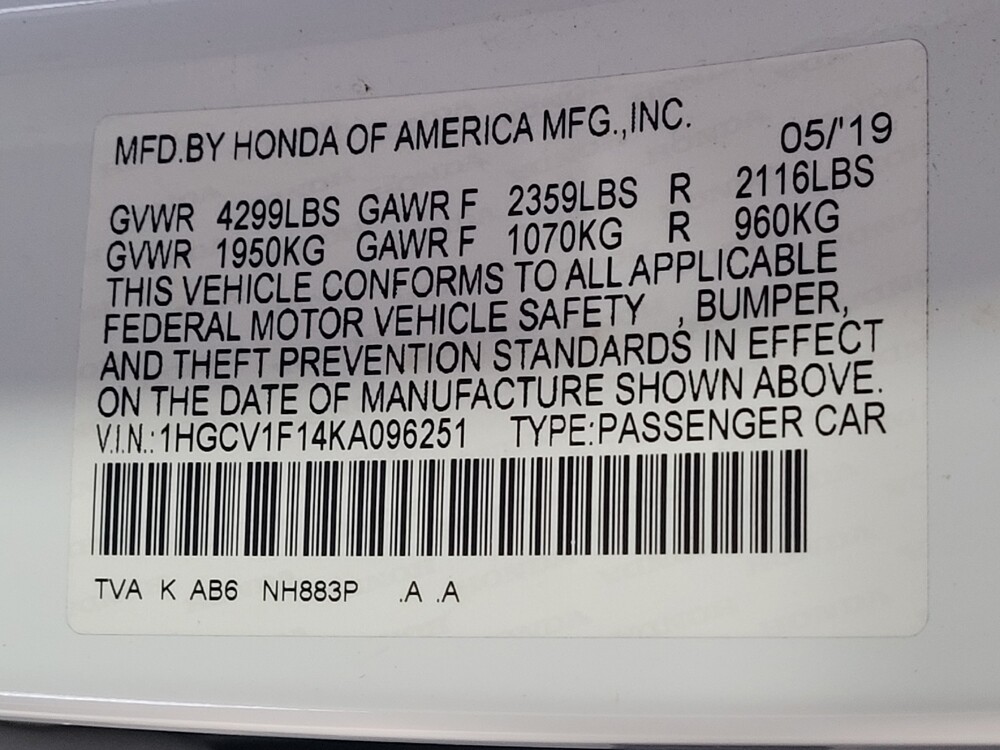 MFD.BY HONDA OF AMERICA MFG.,INC. 05/'19
GVWR 4299LBS GAWR F 2359LBS R 2116LBS
GVWR 1950KG GAWR F 1070KG R 960KG
THIS VEHICLE CONFORMS TO ALL APPLICABLE
FEDERAL MOTOR VEHICLE SAFETY , BUMPER,
AND THEFT PREVENTION STANDARDS IN EFFECT
ON THE DATE OF MANUFACTURE SHOWN ABOVE.
V.I.N.:1HGCV1F14KA096251 TYPE:PASSENGER CAR
TVA K AB6 NH883P .A .A